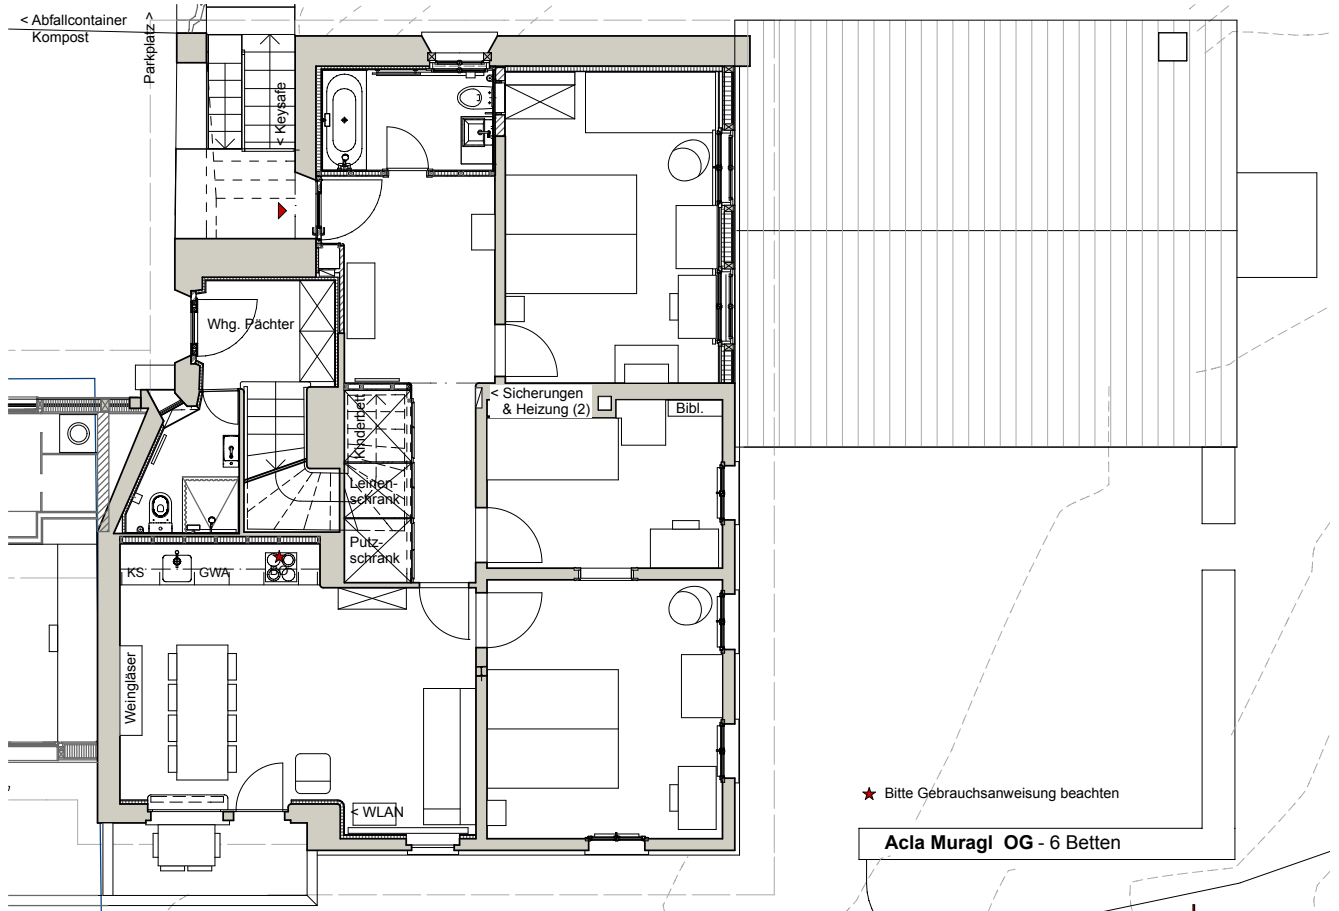 < Abfallcontainer
Kompost
Parkplatz >
< Keysafe
Whg. Pächter
< Sicherungen
& Heizung (2)
Bibl.
Kinderbett
Leinen-
schrank
Putz-
schrank
KS
GWA
Weingläser
< WLAN
Bitte Gebrauchsanweisung beachten
Acla Muragl OG - 6 Betten